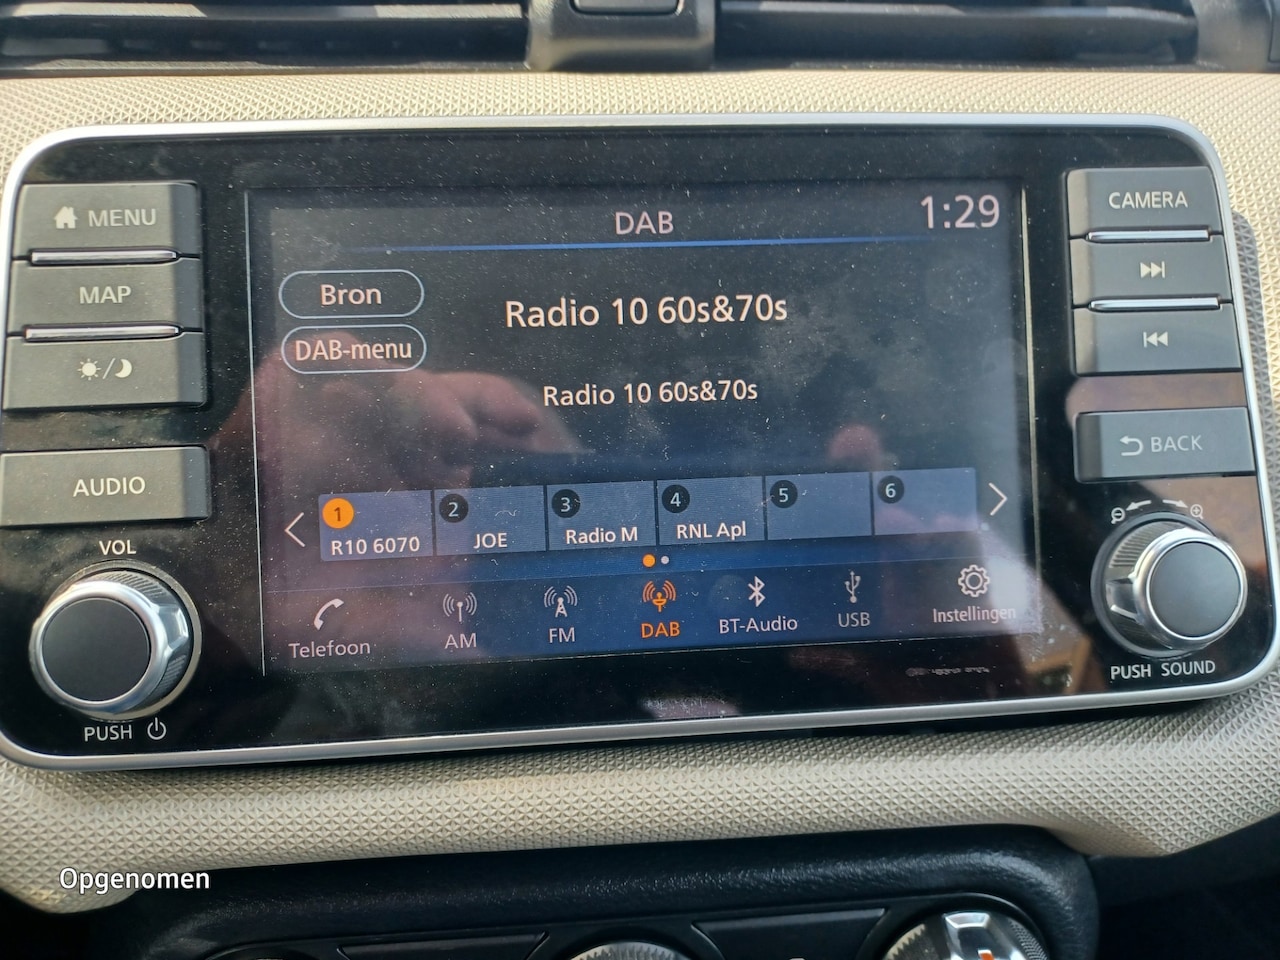 MENU
MAP
AUDIO
VOL
PUSH
DAB
1:29
Bron
DAB-menu
Radio 10 60s&70s
Radio 10 60s&70s
1
R10 6070
2
JOE
3
Radio M
4
RNL Apl
5
6
Telefoon
AM
FM
DAB
BT-Audio
USB
Instellingen
CAMERA
BACK
PUSH SOUND
Opgenomen